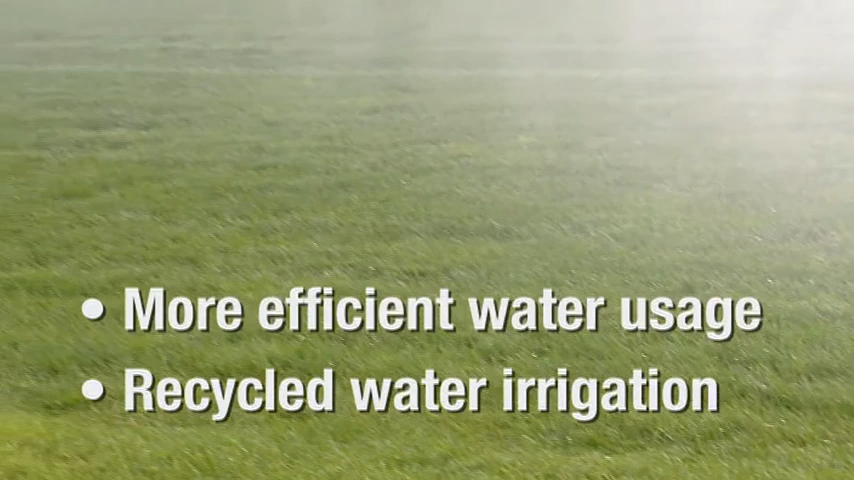 • More efficient water usage
• Recycled water irrigation